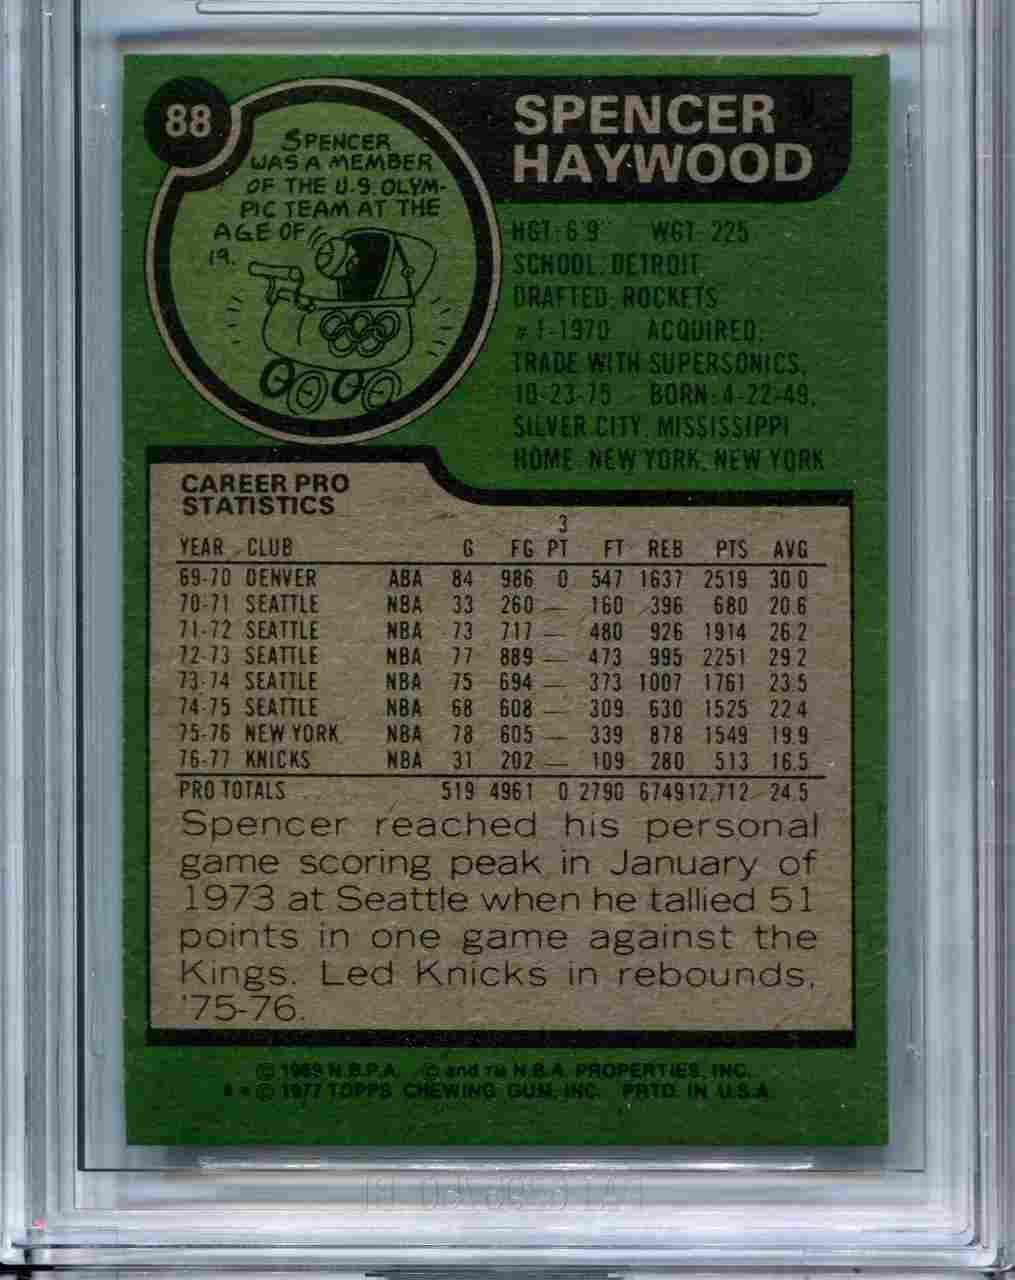 88
SPENCER
HAYWOOD
SPENCER
WAS A MEMBER
OF THE U.S. OLYM-
PIC TEAM AT THE
AGE OF
19.
HGT: 6'9" WGT: 225
SCHOOL: DETROIT
DRAFTED: ROCKETS
#1-1970 ACQUIRED:
TRADE WITH SUPERSONICS,
10-23-75 BORN: 4-22-49,
SILVER CITY, MISSISSIPPI
HOME: NEW YORK, NEW YORK
CAREER PRO
STATISTICS
3
YEAR CLUB G FG PT FT REB PTS AVG
69-70 DENVER ABA 84 986 0 547 1637 2519 30.0
70-71 SEATTLE NBA 33 260 — 160 396 680 20.6
71-72 SEATTLE NBA 73 717 — 480 926 1914 26.2
72-73 SEATTLE NBA 77 889 — 473 995 2251 29.2
73-74 SEATTLE NBA 75 694 — 373 1007 1761 23.5
74-75 SEATTLE NBA 68 608 — 309 630 1525 22.4
75-76 NEW YORK NBA 78 605 — 339 878 1549 19.9
76-77 KNICKS NBA 31 202 — 109 280 513 16.5
PRO TOTALS 519 4961 0 2790 6749 12,712 24.5
Spencer reached his personal
game scoring peak in January of
1973 at Seattle when he tallied 51
points in one game against the
Kings. Led Knicks in rebounds,
'75-76.
© 1969 N.B.P.A. © and TM N.B.A. PROPERTIES, INC.
* * © 1977 TOPPS CHEWING GUM, INC. PRTD. IN U.S.A.